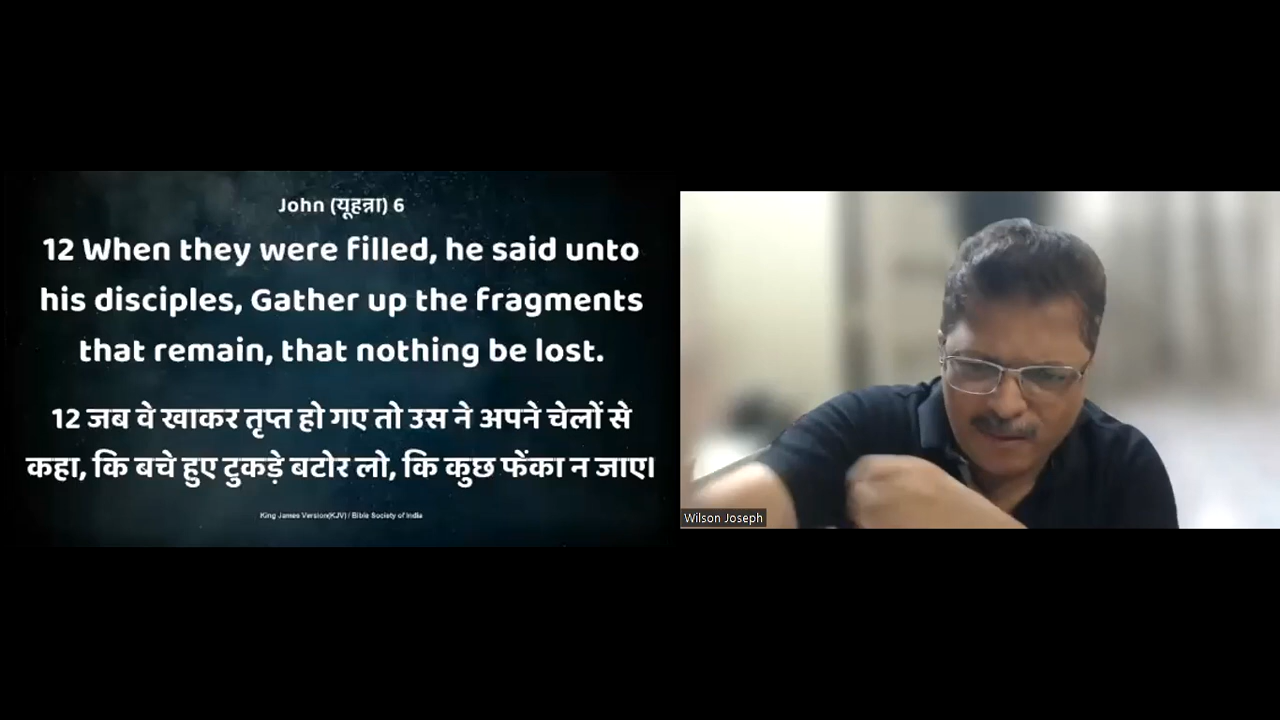 John (यूहन्ना) 6
12 When they were filled, he said unto
his disciples, Gather up the fragments
that remain, that nothing be lost.
12 जब वे खाकर तृप्त हो गए तो उस ने अपने चेलों से
कहा, कि बचे हुए टुकड़े बटोर लो, कि कुछ फेंका न जाए।
King James Version(KJV) / Bible Society of India
Wilson Joseph